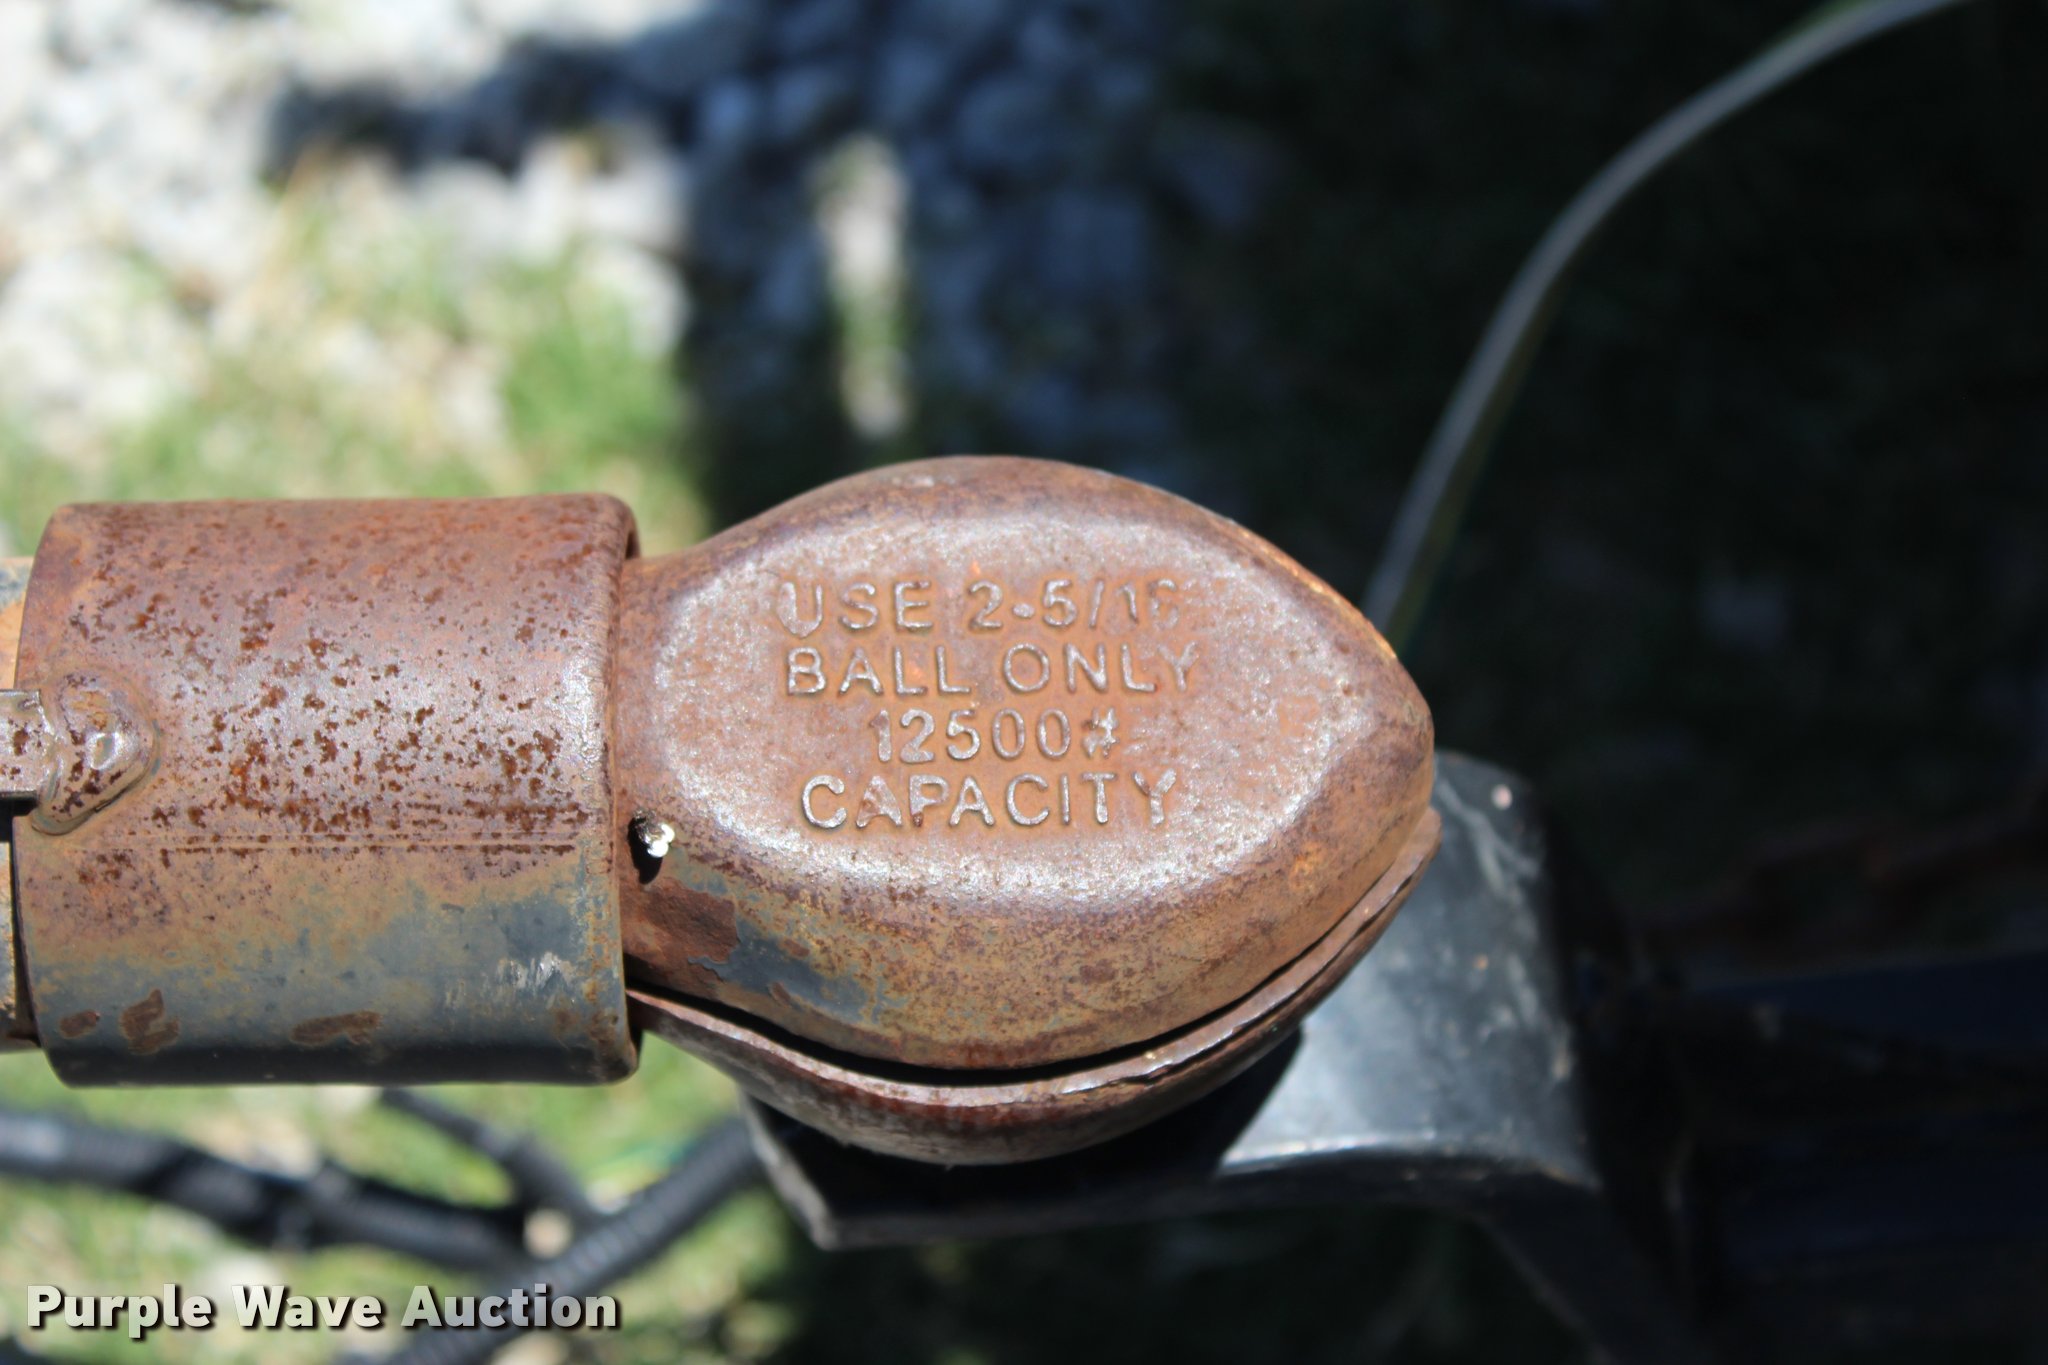 USE 2-5/16
BALL ONLY
12500#
CAPACITY
Purple Wave Auction